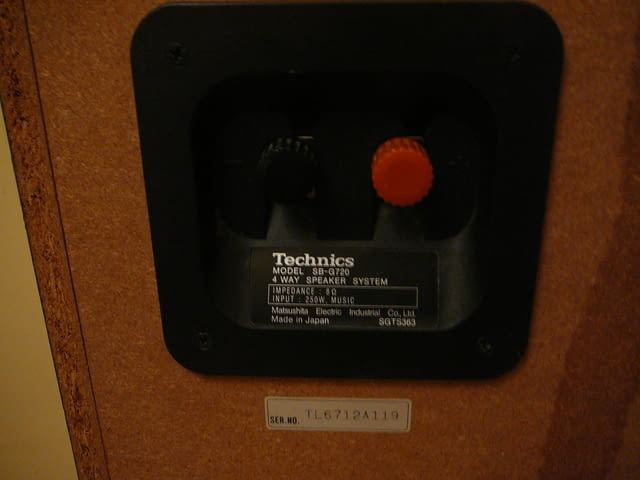 Technics
MODEL SB-G720
4 WAY SPEAKER SYSTEM
IMPEDANCE : 8Ω
INPUT : 250W. MUSIC
Matsushita Electric Industrial Co., Ltd.
Made in Japan SGTS363
SER.NO. TL6712A119